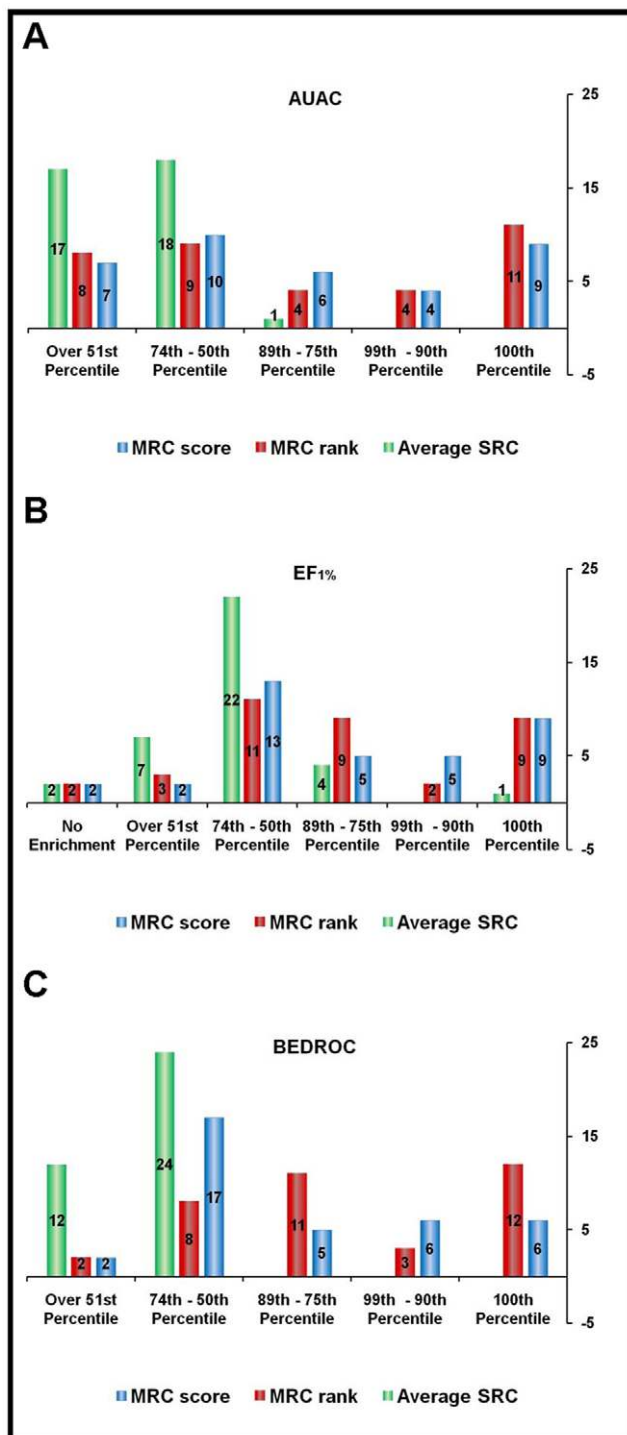 A
AUAC
25
15
5
-5
17
8
7
18
9
10
1
4
6
4
4
11
9
Over 51st Percentile
74th - 50th Percentile
89th - 75th Percentile
99th - 90th Percentile
100th Percentile
MRC score MRC rank Average SRC
B
EF1%
25
15
5
-5
2
2
2
7
3
2
22
11
13
4
9
5
2
5
1
9
9
No Enrichment
Over 51st Percentile
74th - 50th Percentile
89th - 75th Percentile
99th - 90th Percentile
100th Percentile
MRC score MRC rank Average SRC
C
BEDROC
25
15
5
-5
12
2
2
24
8
17
11
5
3
6
12
6
Over 51st Percentile
74th - 50th Percentile
89th - 75th Percentile
99th - 90th Percentile
100th Percentile
MRC score MRC rank Average SRC